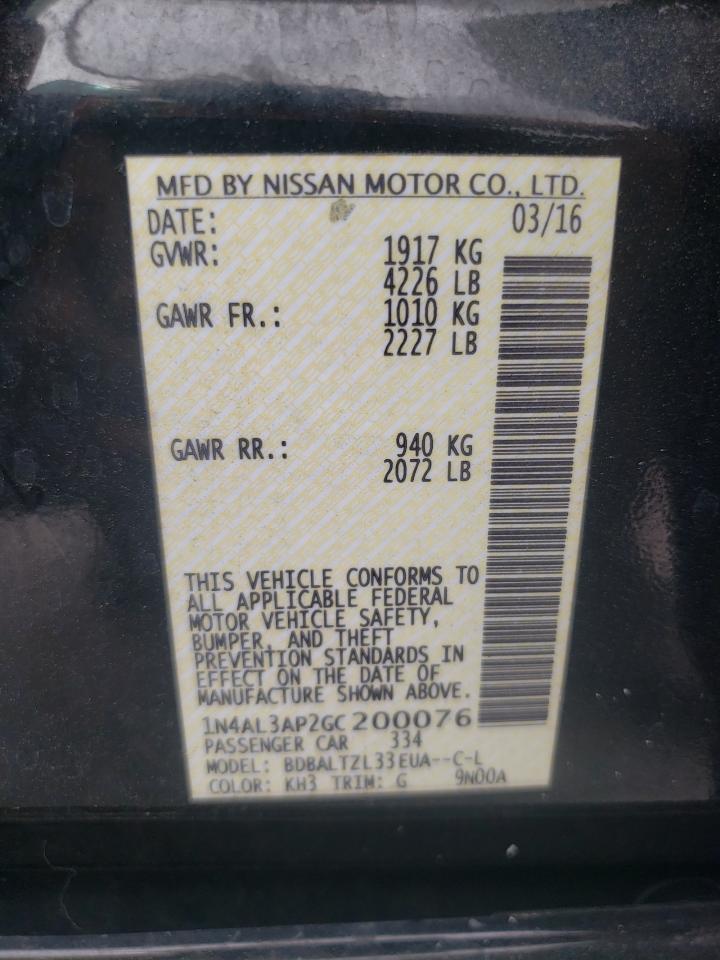 MFD BY NISSAN MOTOR CO., LTD.
DATE: 03/16
GVWR: 1917 KG
4226 LB
GAWR FR.: 1010 KG
2227 LB
GAWR RR.: 940 KG
2072 LB
THIS VEHICLE CONFORMS TO
ALL APPLICABLE FEDERAL
MOTOR VEHICLE SAFETY,
BUMPER, AND THEFT
PREVENTION STANDARDS IN
EFFECT ON THE DATE OF
MANUFACTURE SHOWN ABOVE.
1N4AL3AP2GC200076
PASSENGER CAR 334
MODEL: BDBALTZL33EUA--C-L
COLOR: KH3 TRIM: G 9N00A